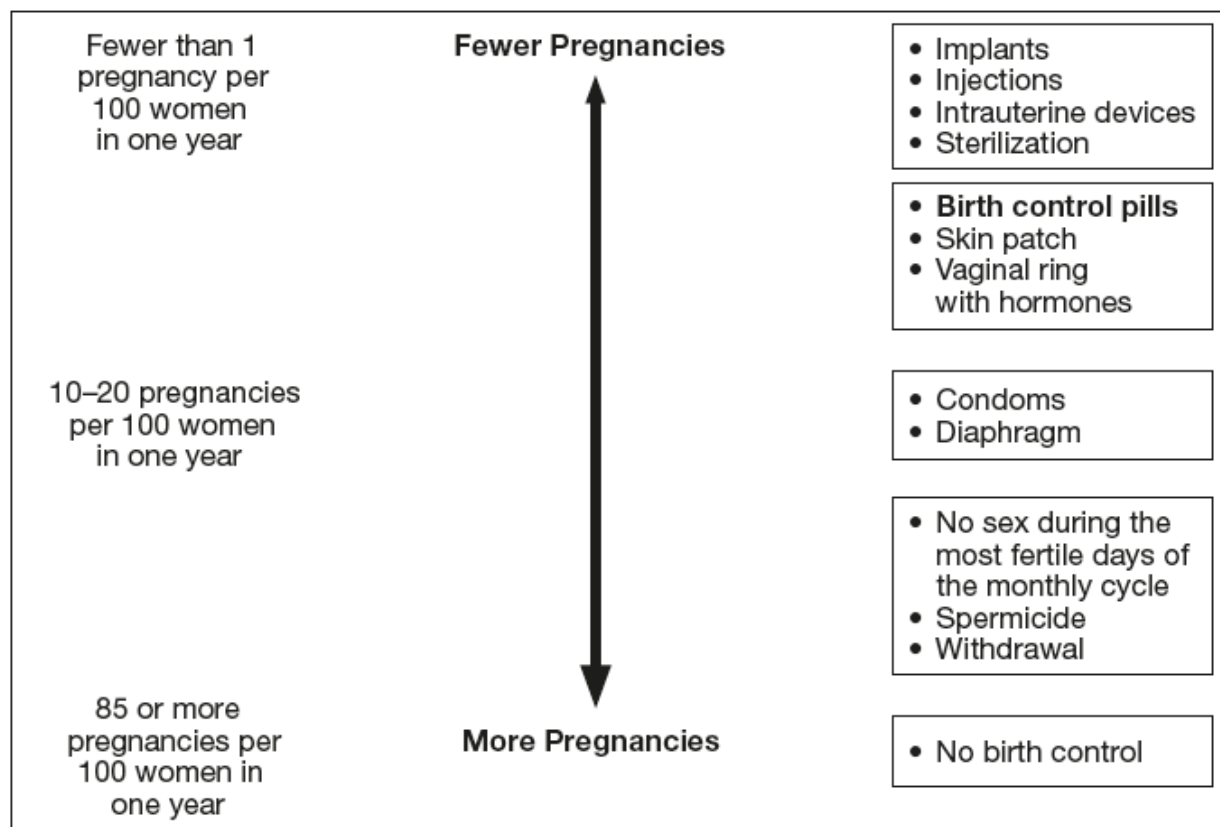 Fewer than 1
pregnancy per
100 women
in one year
Fewer Pregnancies
• Implants
• Injections
• Intrauterine devices
• Sterilization
• Birth control pills
• Skin patch
• Vaginal ring
with hormones
10–20 pregnancies
per 100 women
in one year
• Condoms
• Diaphragm
• No sex during the
most fertile days of
the monthly cycle
• Spermicide
• Withdrawal
85 or more
pregnancies per
100 women in
one year
More Pregnancies
• No birth control